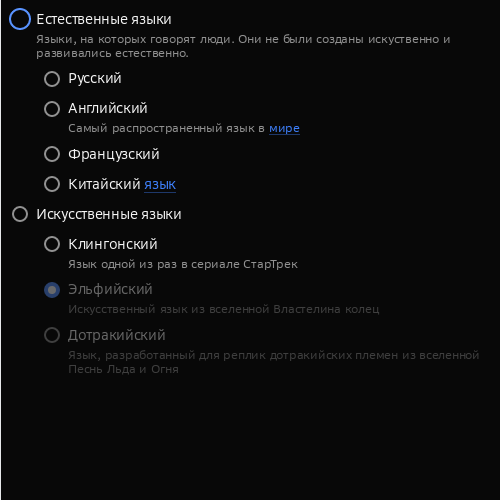 Естественные языки
Языки, на которых говорят люди. Они не были созданы искуственно и
развивались естественно.
Русский
Английский
Самый распространенный язык в мире
Французский
Китайский язык
Искусственные языки
Клингонский
Язык одной из раз в сериале СтарТрек
Эльфийский
Искусственный язык из вселенной Властелина колец
Дотракийский
Язык, разработанный для реплик дотракийских племен из вселенной
Песнь Льда и Огня